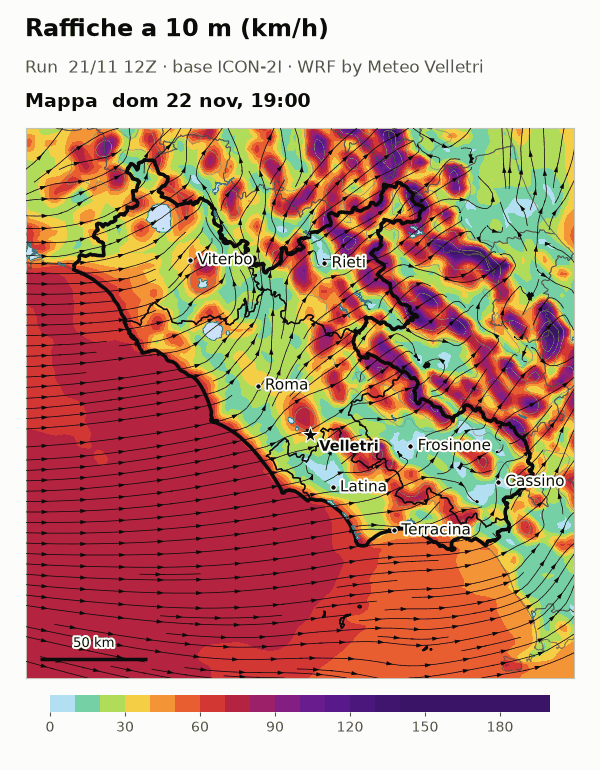 Raffiche a 10 m (km/h)
Run  21/11 12Z · base ICON-2I · WRF by Meteo Velletri
Mappa  dom 22 nov, 19:00
Viterbo
Rieti
Roma
Velletri
Frosinone
Latina
Cassino
Terracina
50 km
0 30 60 90 120 150 180